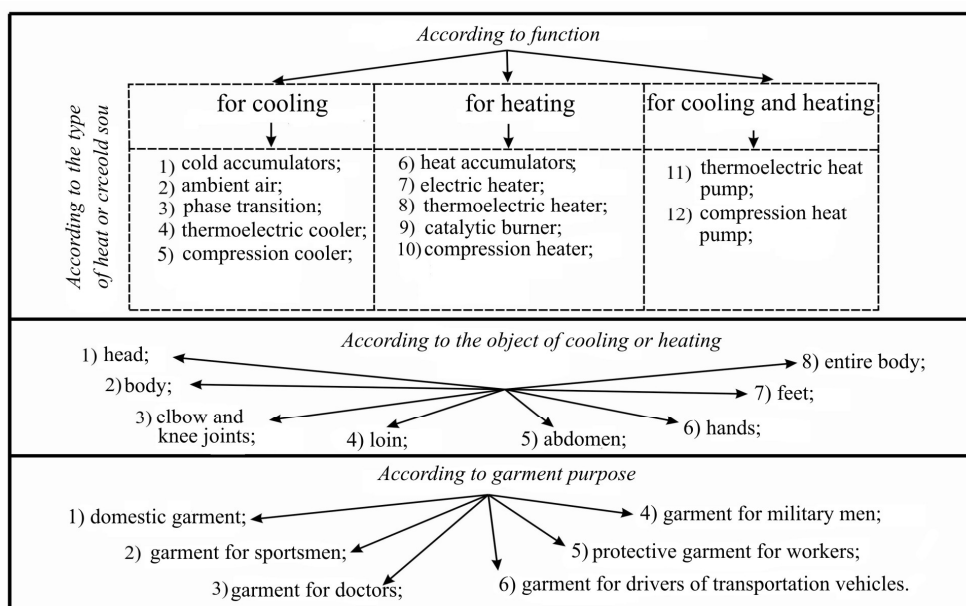 According to function
According to the type
of heat or crceold sou
for cooling
for heating
for cooling and heating
1) cold accumulators;
2) ambient air;
3) phase transition;
4) thermoelectric cooler;
5) compression cooler;
6) heat accumulators;
7) electric heater;
8) thermoelectric heater;
9) catalytic burner;
10) compression heater;
11) thermoelectric heat
pump;
12) compression heat
pump;
According to the object of cooling or heating
1) head;
2) body;
3) clbow and
knee joints;
4) loin;
5) abdomen;
6) hands;
7) feet;
8) entire body;
According to garment purpose
1) domestic garment;
2) garment for sportsmen;
3) garment for doctors;
4) garment for military men;
5) protective garment for workers;
6) garment for drivers of transportation vehicles.